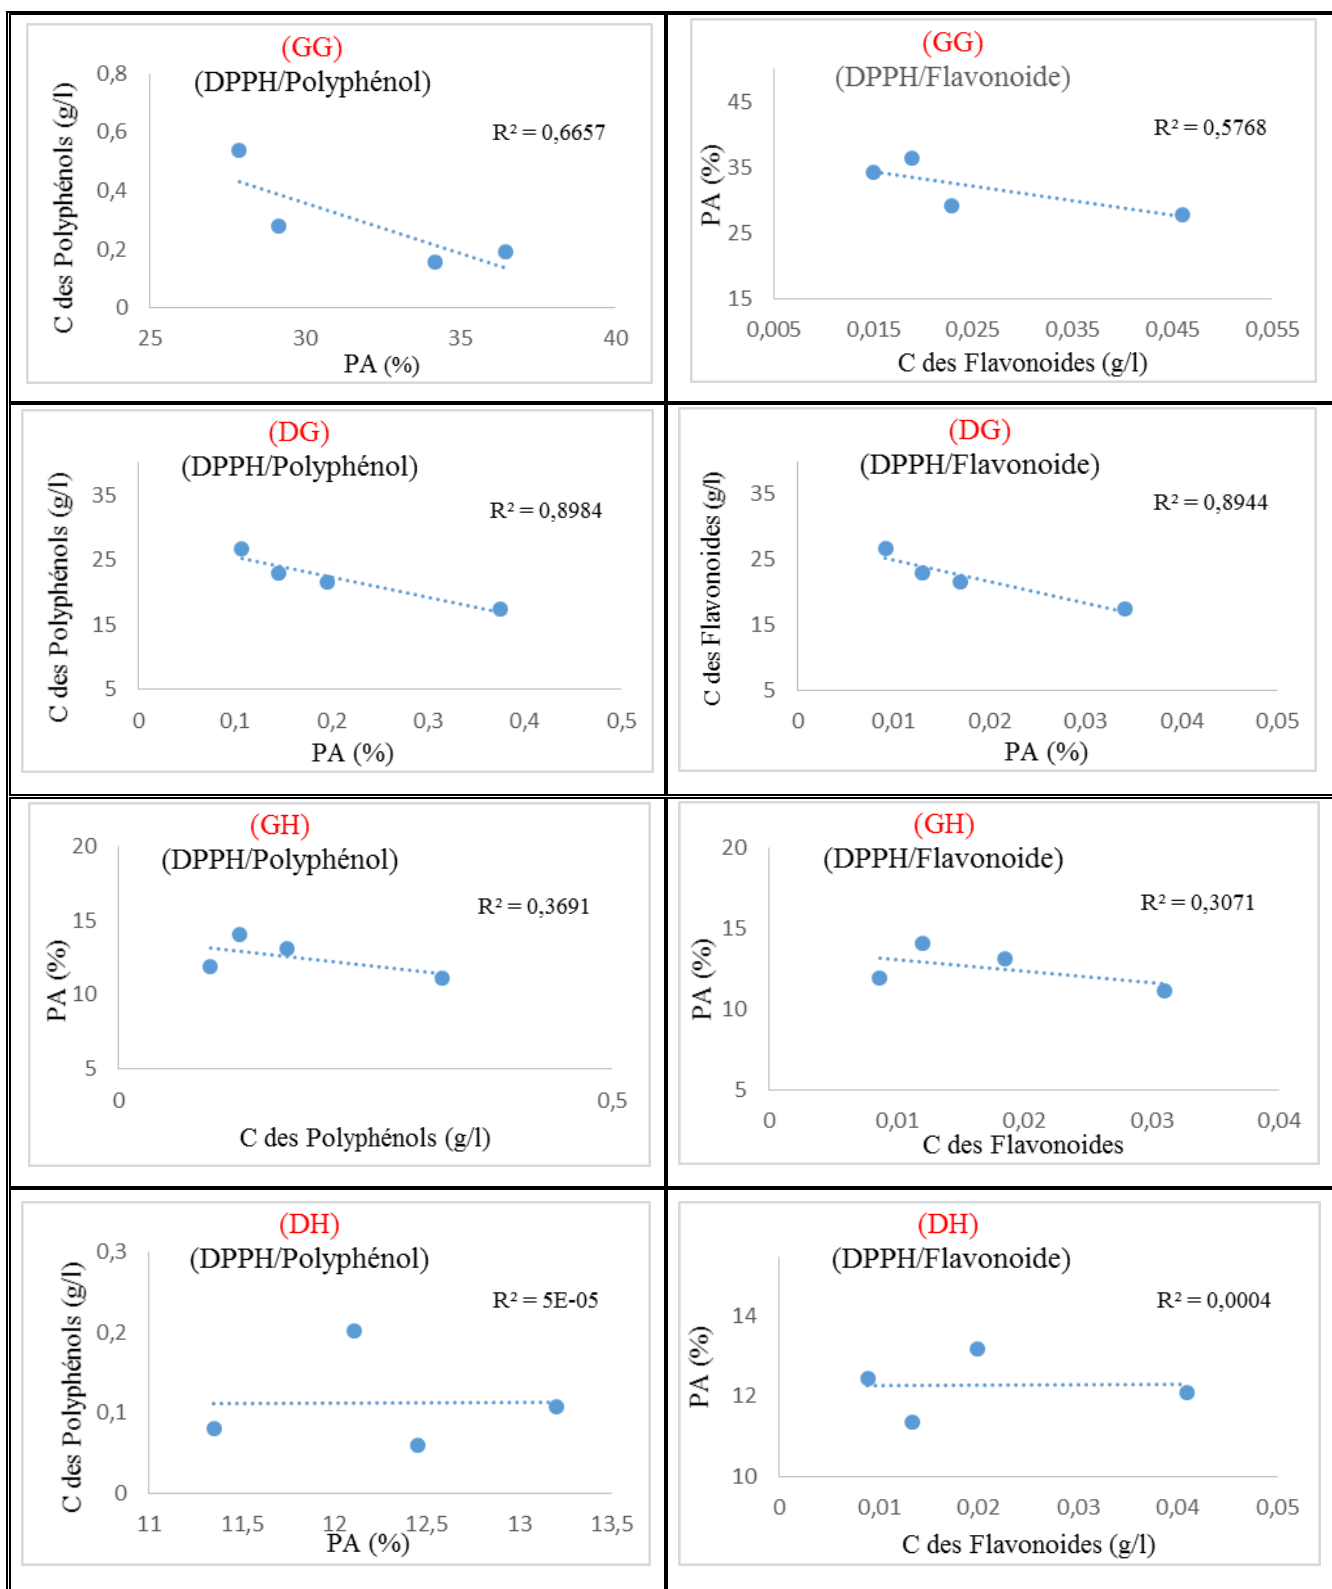 (GG)
(DPPH/Polyphénol)
R² = 0,6657
C des Polyphénols (g/l)
0,8
0,6
0,4
0,2
0
25 30 35 40
PA (%)
(GG)
(DPPH/Flavonoide)
R² = 0,5768
PA (%)
45
35
25
15
0,005 0,015 0,025 0,035 0,045 0,055
C des Flavonoides (g/l)
(DG)
(DPPH/Polyphénol)
R² = 0,8984
C des Polyphénols (g/l)
35
25
15
5
0 0,1 0,2 0,3 0,4 0,5
PA (%)
(DG)
(DPPH/Flavonoide)
R² = 0,8944
C des Flavonoides (g/l)
35
25
15
5
0 0,01 0,02 0,03 0,04 0,05
PA (%)
(GH)
(DPPH/Polyphénol)
R² = 0,3691
PA (%)
20
15
10
5
0 0,5
C des Polyphénols (g/l)
(GH)
(DPPH/Flavonoide)
R² = 0,3071
PA (%)
20
15
10
5
0 0,01 0,02 0,03 0,04
C des Flavonoides
(DH)
(DPPH/Polyphénol)
R² = 5E-05
C des Polyphénols (g/l)
0,3
0,2
0,1
0
11 11,5 12 12,5 13 13,5
PA (%)
(DH)
(DPPH/Flavonoide)
R² = 0,0004
PA (%)
14
12
10
0 0,01 0,02 0,03 0,04 0,05
C des Flavonoides (g/l)